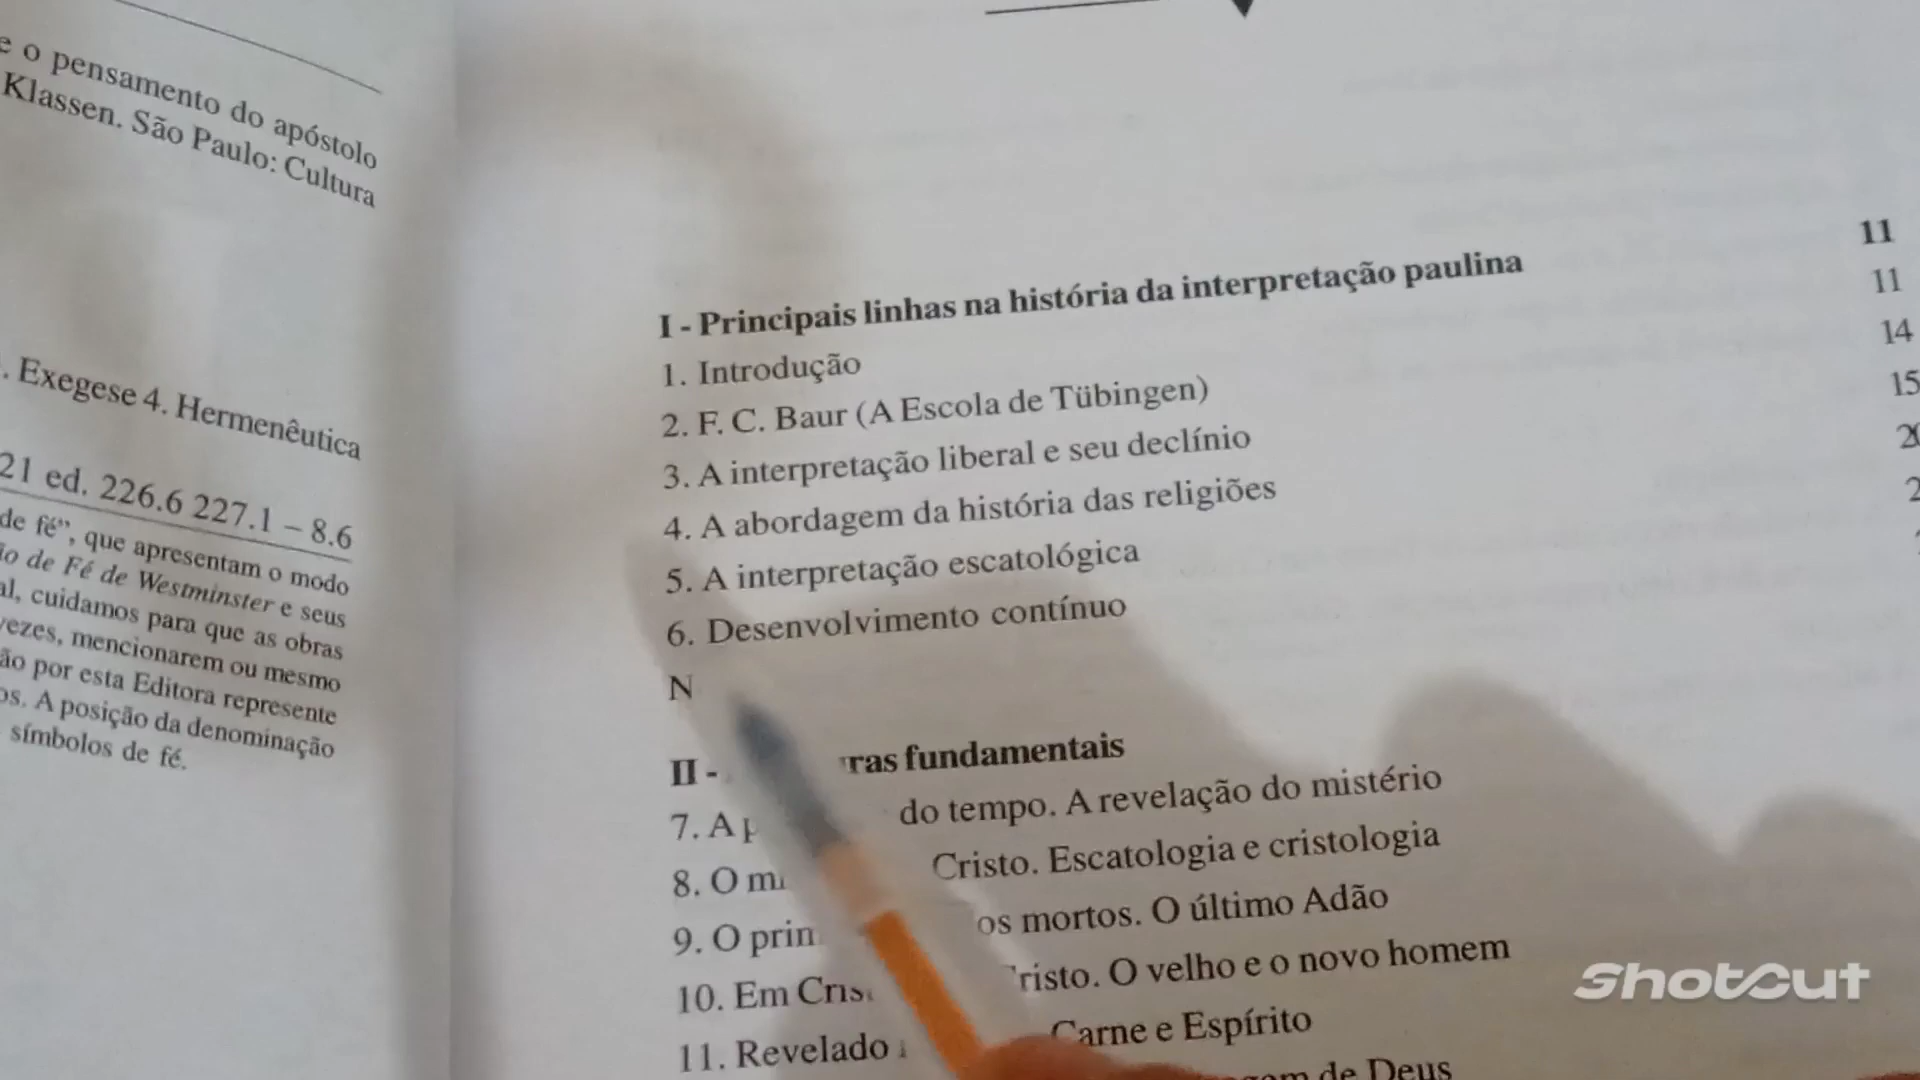 e o pensamento do apóstolo
Klassen. São Paulo: Cultura
. Exegese 4. Hermenêutica
21 ed. 226.6 227.1 – 8.6
de fé”, que apresentam o modo
de Fé de Westminster e seus
al, cuidamos para que as obras
vezes, mencionarem ou mesmo
ão por esta Editora represente
os. A posição da denominação
símbolos de fé.
I - Principais linhas na história da interpretação paulina 11
1. Introdução 11
2. F. C. Baur (A Escola de Tübingen) 14
3. A interpretação liberal e seu declínio 15
4. A abordagem da história das religiões
5. A interpretação escatológica
6. Desenvolvimento contínuo
N
II - fundamentais
7. A do tempo. A revelação do mistério
8. O Cristo. Escatologia e cristologia
9. O os mortos. O último Adão
10. Em O velho e o novo homem
11. Revelado Carne e Espírito
de Deus
Shotcut